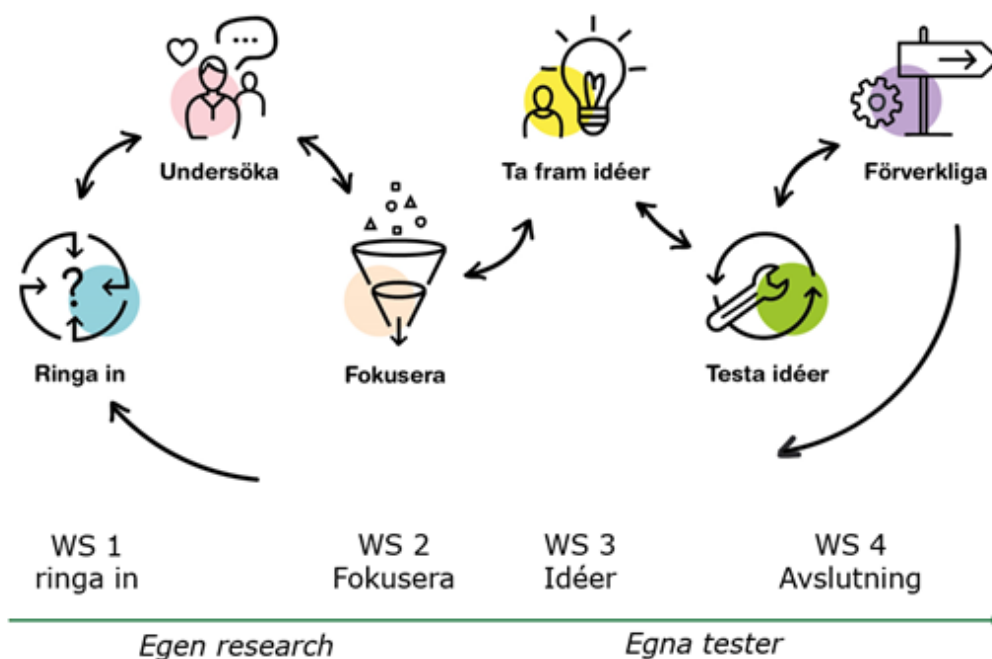 ...
Undersöka
Ta fram idéer
Förverkliga
?
Ringa in
Fokusera
Testa idéer
WS 1
ringa in
WS 2
Fokusera
WS 3
Idéer
WS 4
Avslutning
Egen research
Egna tester